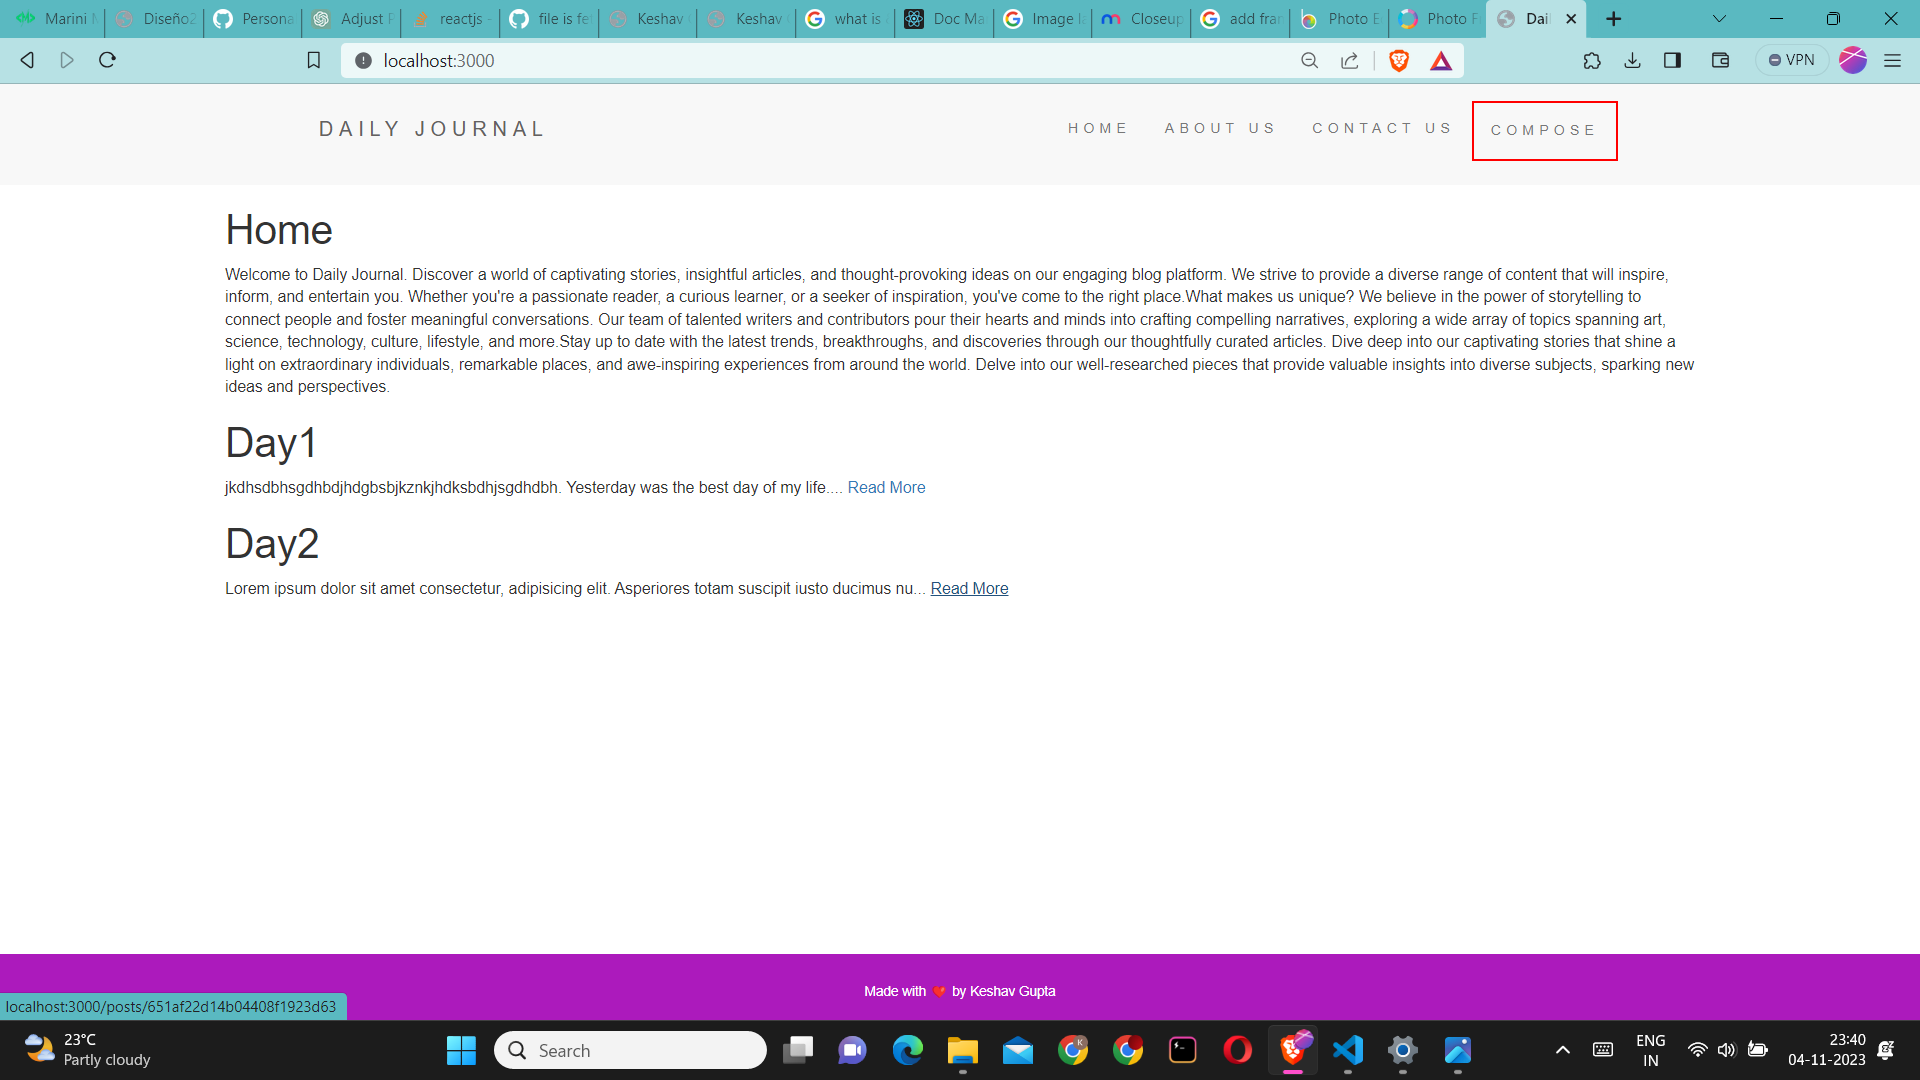 Marini M
Diseño2
Persona
Adjust P
reactjs -
file is fe
Keshav
Keshav
what is
Doc Ma
Image la
Closeup
add fran
Photo E
Photo F
Dail
localhost:3000
VPN
DAILY JOURNAL
HOME
ABOUT US
CONTACT US
COMPOSE
Home
Welcome to Daily Journal. Discover a world of captivating stories, insightful articles, and thought-provoking ideas on our engaging blog platform. We strive to provide a diverse range of content that will inspire,
inform, and entertain you. Whether you're a passionate reader, a curious learner, or a seeker of inspiration, you've come to the right place.What makes us unique? We believe in the power of storytelling to
connect people and foster meaningful conversations. Our team of talented writers and contributors pour their hearts and minds into crafting compelling narratives, exploring a wide array of topics spanning art,
science, technology, culture, lifestyle, and more.Stay up to date with the latest trends, breakthroughs, and discoveries through our thoughtfully curated articles. Dive deep into our captivating stories that shine a
light on extraordinary individuals, remarkable places, and awe-inspiring experiences from around the world. Delve into our well-researched pieces that provide valuable insights into diverse subjects, sparking new
ideas and perspectives.
Day1
jkdhsdbhsgdhbdjhdgbsbjkznkjhdksbdhjsgdhdbh. Yesterday was the best day of my life.... Read More
Day2
Lorem ipsum dolor sit amet consectetur, adipisicing elit. Asperiores totam suscipit iusto ducimus nu... Read More
Made with ❤️ by Keshav Gupta
localhost:3000/posts/651af22d14b04408f1923d63
23°C
Partly cloudy
Search
ENG
IN
23:40
04-11-2023